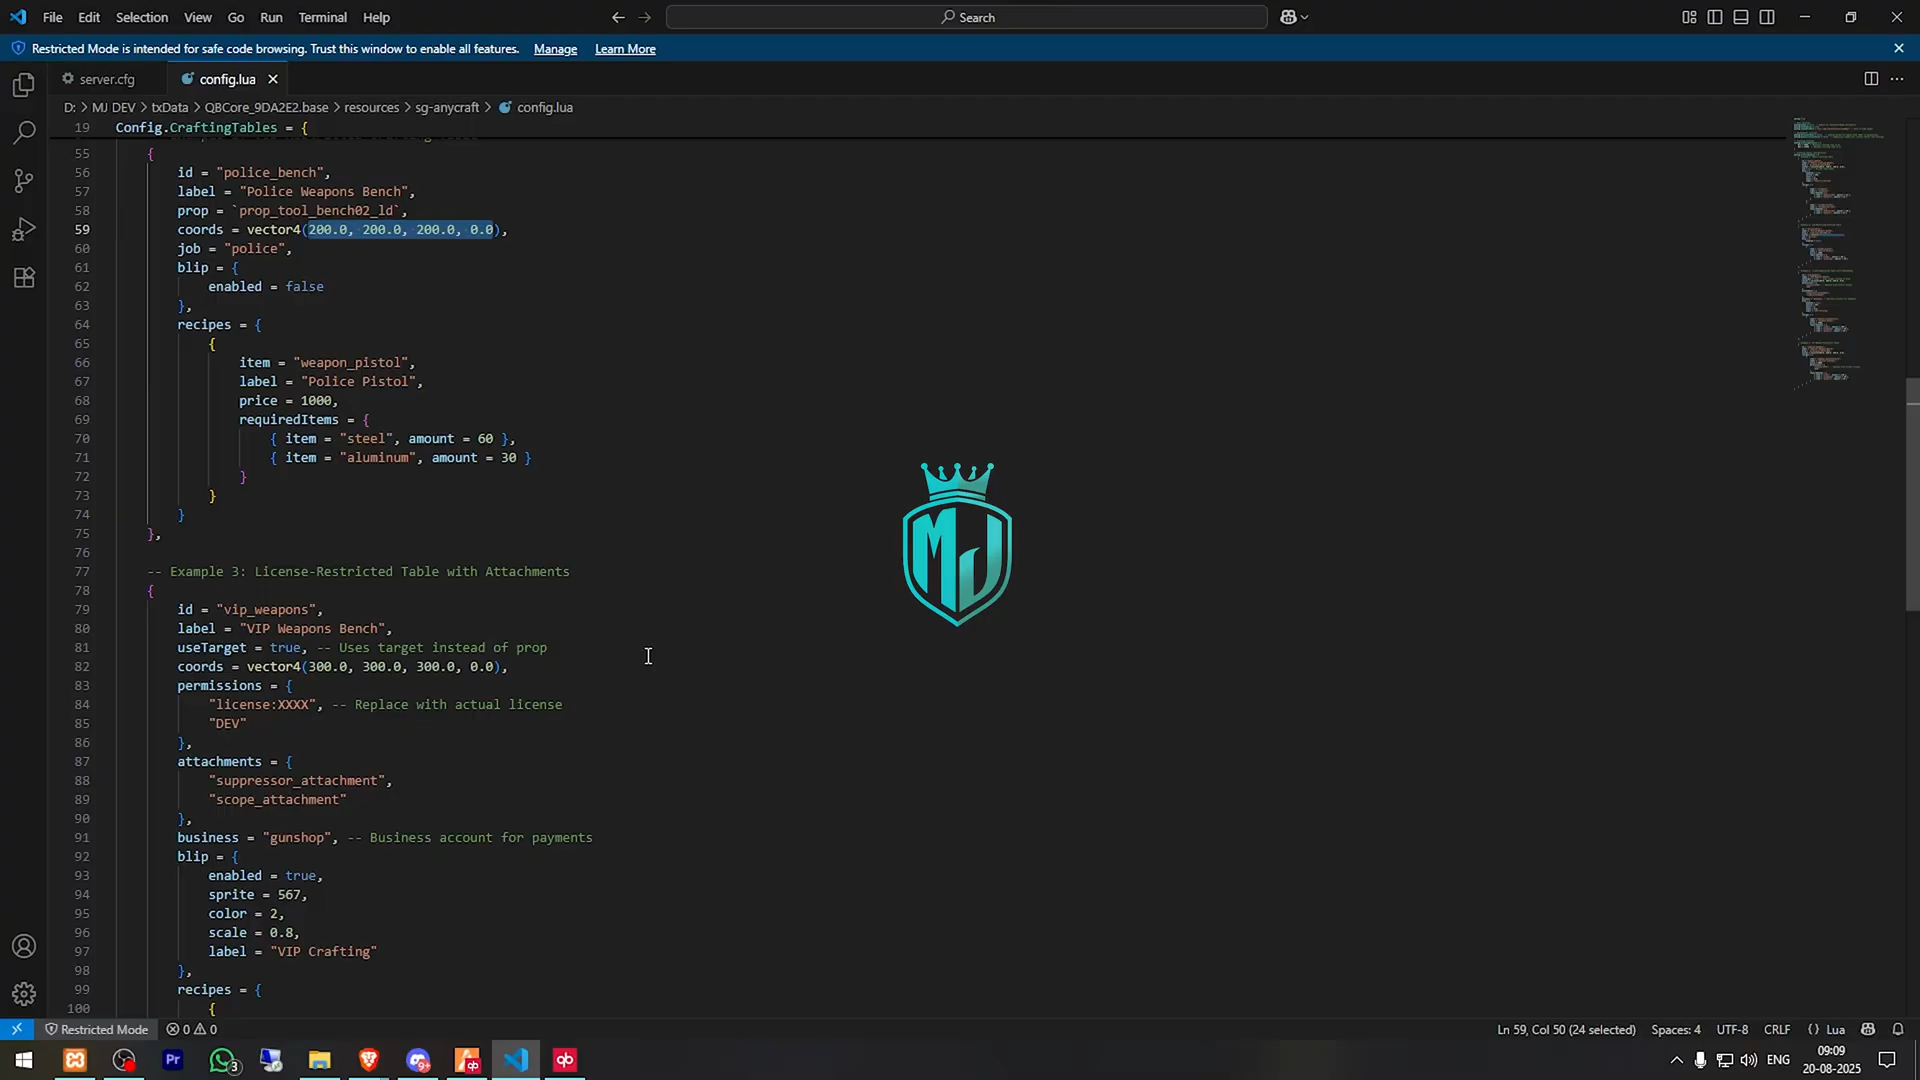 File Edit Selection View Go Run Terminal Help Search
Restricted Mode is intended for safe code browsing. Trust this window to enable all features. Manage Learn More
server.cfg config.lua
D: > MJ DEV > txData > QBCore_9DA2E2.base > resources > sg-anycraft > config.lua
19 Config.CraftingTables = {
55 {
56 id = "police_bench",
57 label = "Police Weapons Bench",
58 prop = `prop_tool_bench02_ld`,
59 coords = vector4(200.0, 200.0, 200.0, 0.0),
60 job = "police",
61 blip = {
62 enabled = false
63 },
64 recipes = {
65 {
66 item = "weapon_pistol",
67 label = "Police Pistol",
68 price = 1000,
69 requiredItems = {
70 { item = "steel", amount = 60 },
71 { item = "aluminum", amount = 30 }
72 }
73 }
74 }
75 },
76
77 -- Example 3: License-Restricted Table with Attachments
78 {
79 id = "vip_weapons",
80 label = "VIP Weapons Bench",
81 useTarget = true, -- Uses target instead of prop
82 coords = vector4(300.0, 300.0, 300.0, 0.0),
83 permissions = {
84 "license:XXXX", -- Replace with actual license
85 "DEV"
86 },
87 attachments = {
88 "suppressor_attachment",
89 "scope_attachment"
90 },
91 business = "gunshop", -- Business account for payments
92 blip = {
93 enabled = true,
94 sprite = 567,
95 color = 2,
96 scale = 0.8,
97 label = "VIP Crafting"
98 },
99 recipes = {
100 {
MJ
Restricted Mode 0 0 Ln 59, Col 50 (24 selected) Spaces: 4 UTF-8 CRLF {} Lua
Pr 3 9+ qb qb ENG 09:09
20-08-2025